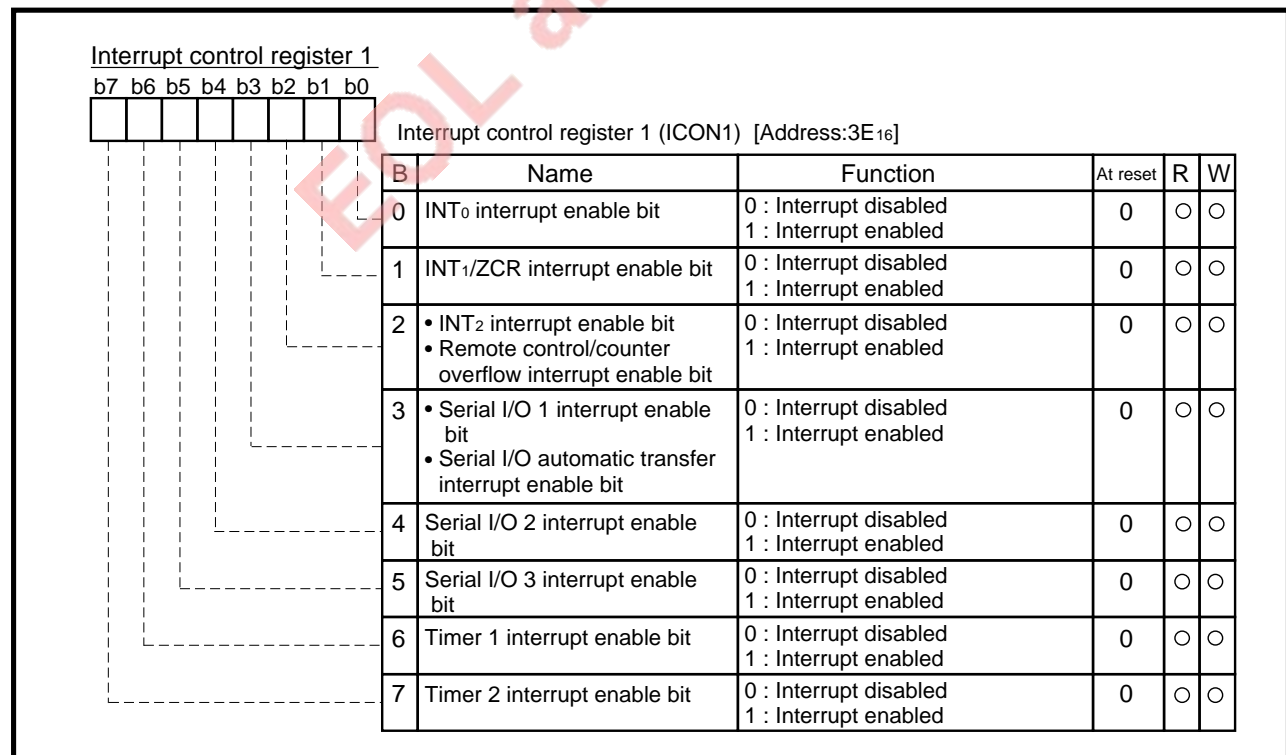 EOL a
Interrupt control register 1
b7 b6 b5 b4 b3 b2 b1 b0
Interrupt control register 1 (ICON1) [Address:3E16]
B Name Function At reset R W
0 INT0 interrupt enable bit 0 : Interrupt disabled 0 ○ ○
1 : Interrupt enabled
1 INT1/ZCR interrupt enable bit 0 : Interrupt disabled 0 ○ ○
1 : Interrupt enabled
2 • INT2 interrupt enable bit 0 : Interrupt disabled 0 ○ ○
• Remote control/counter 1 : Interrupt enabled
overflow interrupt enable bit
3 • Serial I/O 1 interrupt enable 0 : Interrupt disabled 0 ○ ○
bit 1 : Interrupt enabled
• Serial I/O automatic transfer
interrupt enable bit
4 Serial I/O 2 interrupt enable 0 : Interrupt disabled 0 ○ ○
bit 1 : Interrupt enabled
5 Serial I/O 3 interrupt enable 0 : Interrupt disabled 0 ○ ○
bit 1 : Interrupt enabled
6 Timer 1 interrupt enable bit 0 : Interrupt disabled 0 ○ ○
1 : Interrupt enabled
7 Timer 2 interrupt enable bit 0 : Interrupt disabled 0 ○ ○
1 : Interrupt enabled